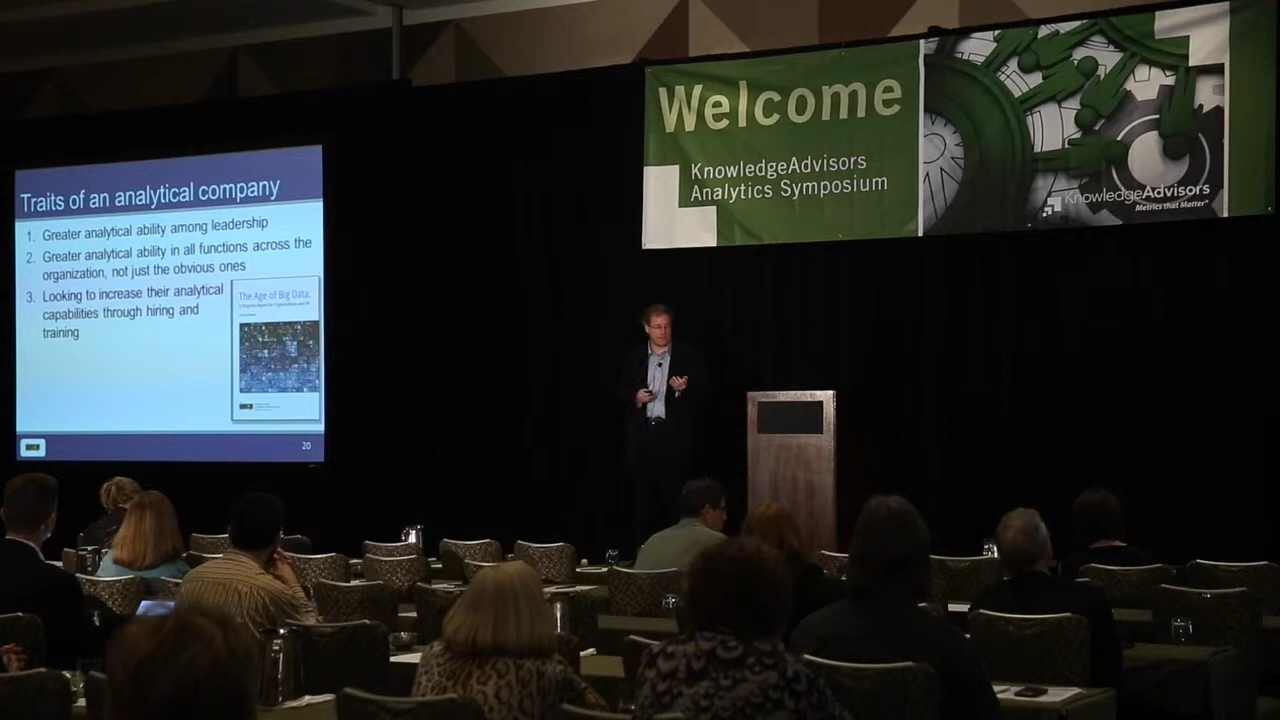 Welcome
KnowledgeAdvisors
Analytics Symposium
KnowledgeAdvisors
Metrics that Matter®
Traits of an analytical company
1. Greater analytical ability among leadership
2. Greater analytical ability in all functions across the
organization, not just the obvious ones
3. Looking to increase their analytical
capabilities through hiring and
training
The Age of Big Data:
20